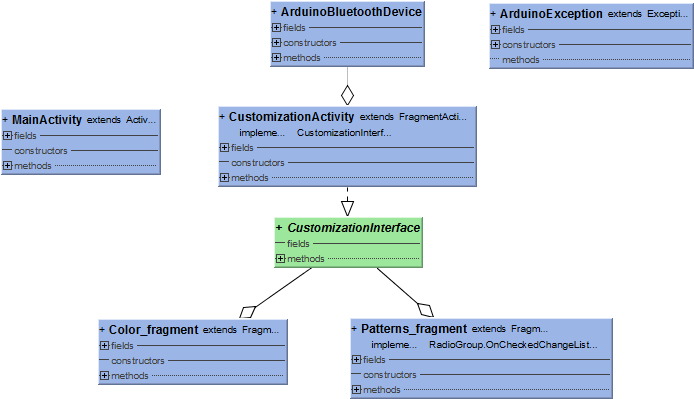 + ArduinoBluetoothDevice
fields
constructors
methods
+ ArduinoException extends Excepti...
fields
constructors
methods
+ MainActivity extends Activ...
fields
constructors
methods
+ CustomizationActivity extends FragmentActi...
impleme... CustomizationInterf...
fields
constructors
methods
+ CustomizationInterface
fields
methods
+ Color_fragment extends Fragm...
fields
constructors
methods
+ Patterns_fragment extends Fragm...
impleme... RadioGroup.OnCheckedChangeList...
fields
constructors
methods